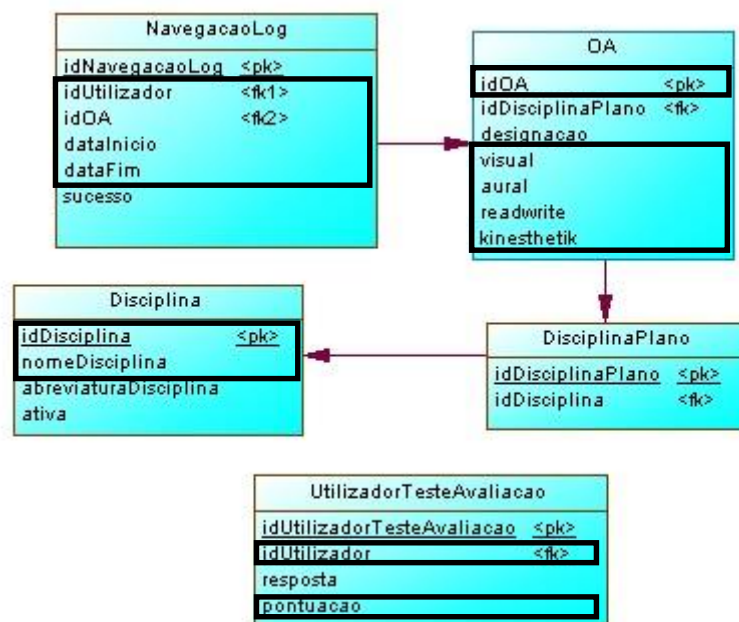 NavegacaoLog
idNavegacaoLog <pk>
idUtilizador <fk1>
idOA <fk2>
dataInicio
dataFim
sucesso
OA
idOA <pk>
idDisciplinaPlano <fk>
designacao
visual
aural
readwrite
kinesthetik
Disciplina
idDisciplina <pk>
nomeDisciplina
abreviaturaDisciplina
ativa
DisciplinaPlano
idDisciplinaPlano <pk>
idDisciplina <fk>
UtilizadorTesteAvaliacao
idUtilizadorTesteAvaliacao <pk>
idUtilizador <fk>
resposta
pontuacao